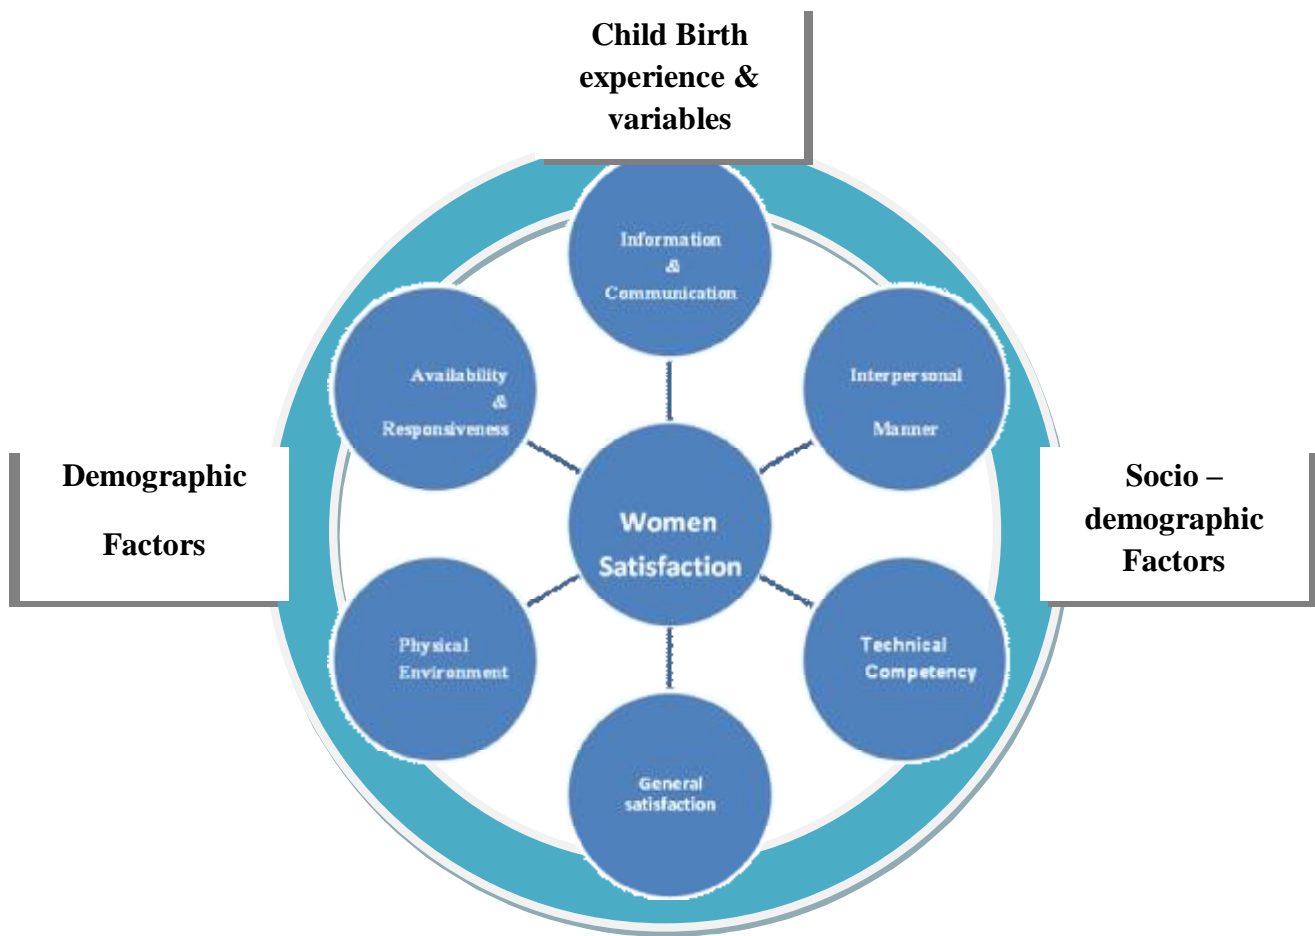 Child Birth
experience &
variables
Information
&
Communication
Availability
&
Responsiveness
Interpersonal
Manner
Demographic
Factors
Women
Satisfaction
Socio –
demographic
Factors
Physical
Environment
Technical
Competency
General
satisfaction